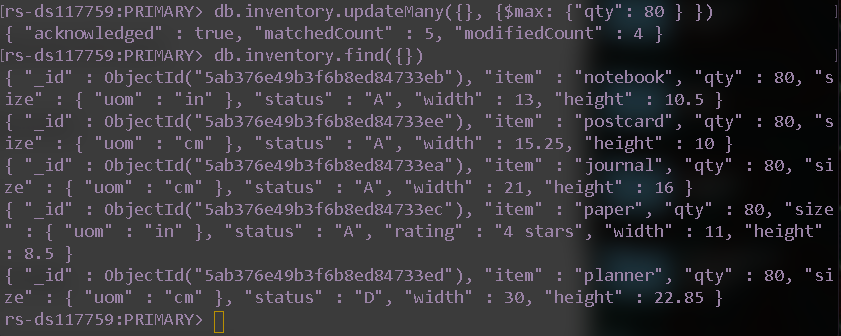 [rs-ds117759:PRIMARY> db.inventory.updateMany({}, {$max: {"qty": 80 } })                ]
{ "acknowledged" : true, "matchedCount" : 5, "modifiedCount" : 4 }
[rs-ds117759:PRIMARY> db.inventory.find({})                ]
{ "_id" : ObjectId("5ab376e49b3f6b8ed84733eb"), "item" : "notebook", "qty" : 80, "s
ize" : { "uom" : "in" }, "status" : "A", "width" : 13, "height" : 10.5 }
{ "_id" : ObjectId("5ab376e49b3f6b8ed84733ee"), "item" : "postcard", "qty" : 80, "s
ize" : { "uom" : "cm" }, "status" : "A", "width" : 15.25, "height" : 10 }
{ "_id" : ObjectId("5ab376e49b3f6b8ed84733ea"), "item" : "journal", "qty" : 80, "si
ze" : { "uom" : "cm" }, "status" : "A", "width" : 21, "height" : 16 }
{ "_id" : ObjectId("5ab376e49b3f6b8ed84733ec"), "item" : "paper", "qty" : 80, "size
" : { "uom" : "in" }, "status" : "A", "rating" : "4 stars", "width" : 11, "height"
: 8.5 }
{ "_id" : ObjectId("5ab376e49b3f6b8ed84733ed"), "item" : "planner", "qty" : 80, "si
ze" : { "uom" : "cm" }, "status" : "D", "width" : 30, "height" : 22.85 }
rs-ds117759:PRIMARY>